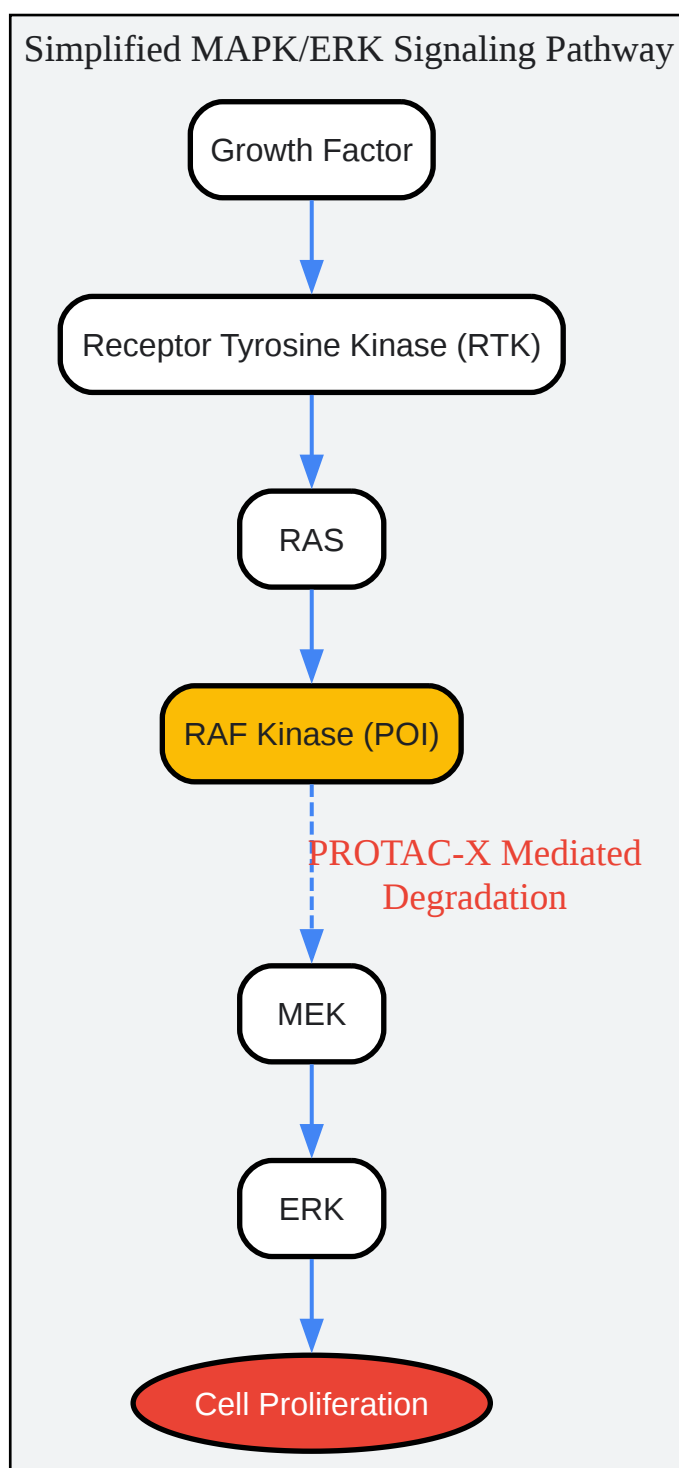 Simplified MAPK/ERK Signaling Pathway
Growth Factor
Receptor Tyrosine Kinase (RTK)
RAS
RAF Kinase (POI)
PROTAC-X Mediated
Degradation
MEK
ERK
Cell Proliferation